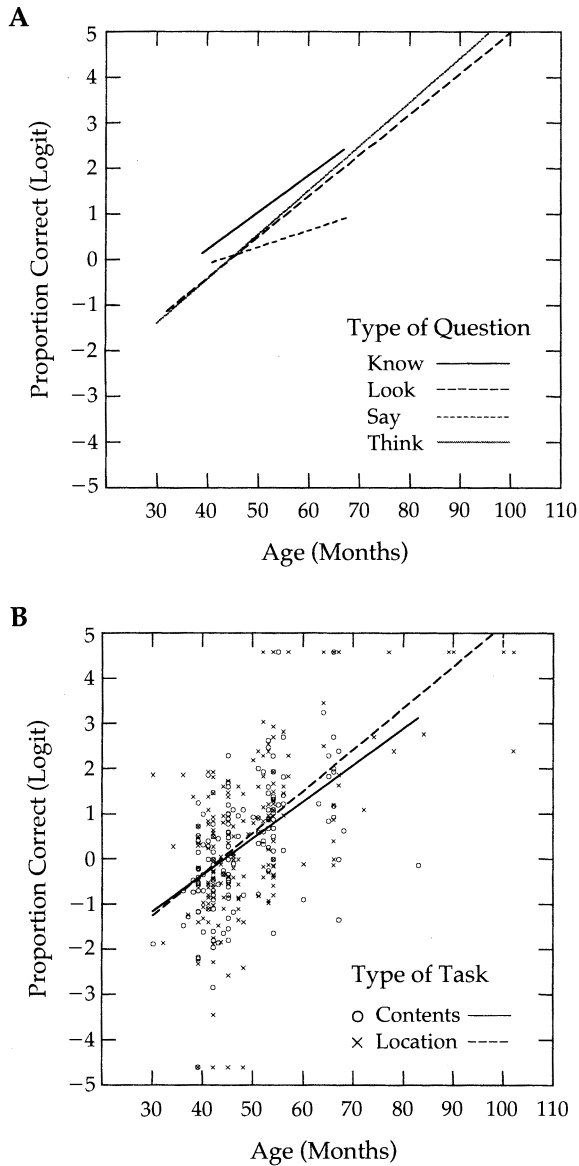 A
5
4
3
2
1
0
−1
−2
−3
−4
−5
Proportion Correct (Logit)
Type of Question
Know
Look
Say
Think
30 40 50 60 70 80 90 100 110
Age (Months)
B
5
4
3
2
1
0
−1
−2
−3
−4
−5
Proportion Correct (Logit)
Type of Task
Contents
Location
30 40 50 60 70 80 90 100 110
Age (Months)